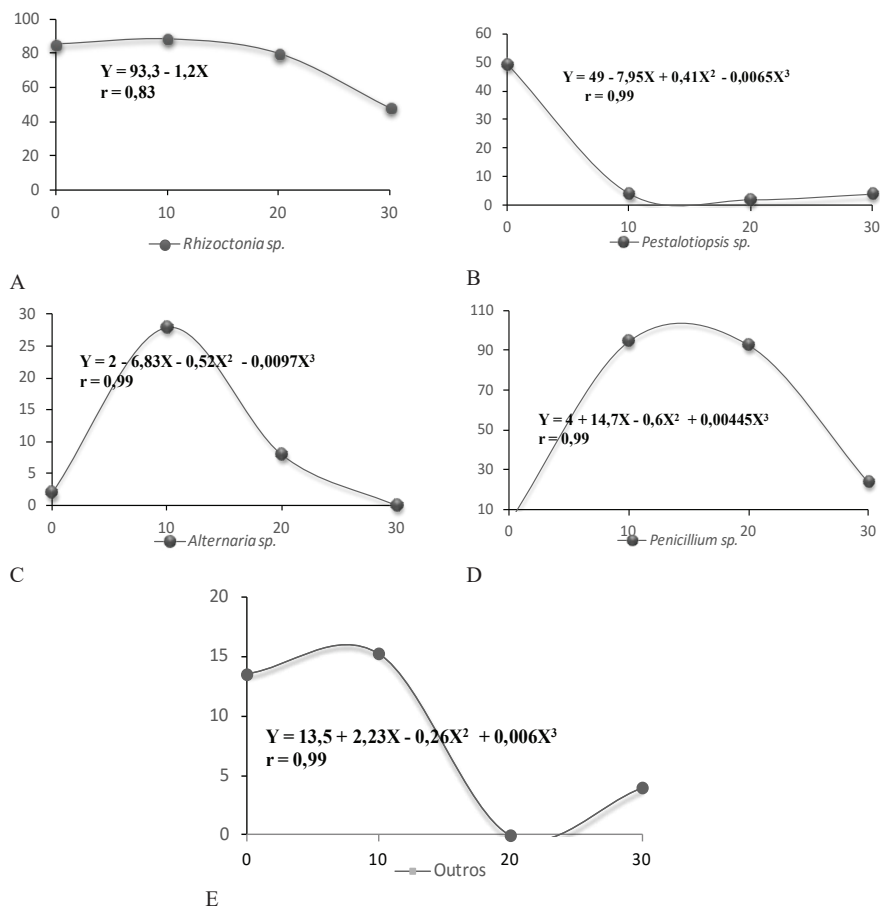 100
80
60
40
20
0
Y = 93,3 - 1,2X
r = 0,83
0 10 20 30
Rhizoctonia sp.
A
60
50
40
30
20
10
0
Y = 49 - 7,95X + 0,41X² - 0,0065X³
r = 0,99
0 10 20 30
Pestalotiopsis sp.
B
30
25
20
15
10
5
0
Y = 2 - 6,83X - 0,52X² - 0,0097X³
r = 0,99
0 10 20 30
Alternaria sp.
C
110
90
70
50
30
10
Y = 4 + 14,7X - 0,6X² + 0,00445X³
r = 0,99
0 10 20 30
Penicillium sp.
D
20
15
10
5
0
Y = 13,5 + 2,23X - 0,26X² + 0,006X³
r = 0,99
0 10 20 30
Outros
E